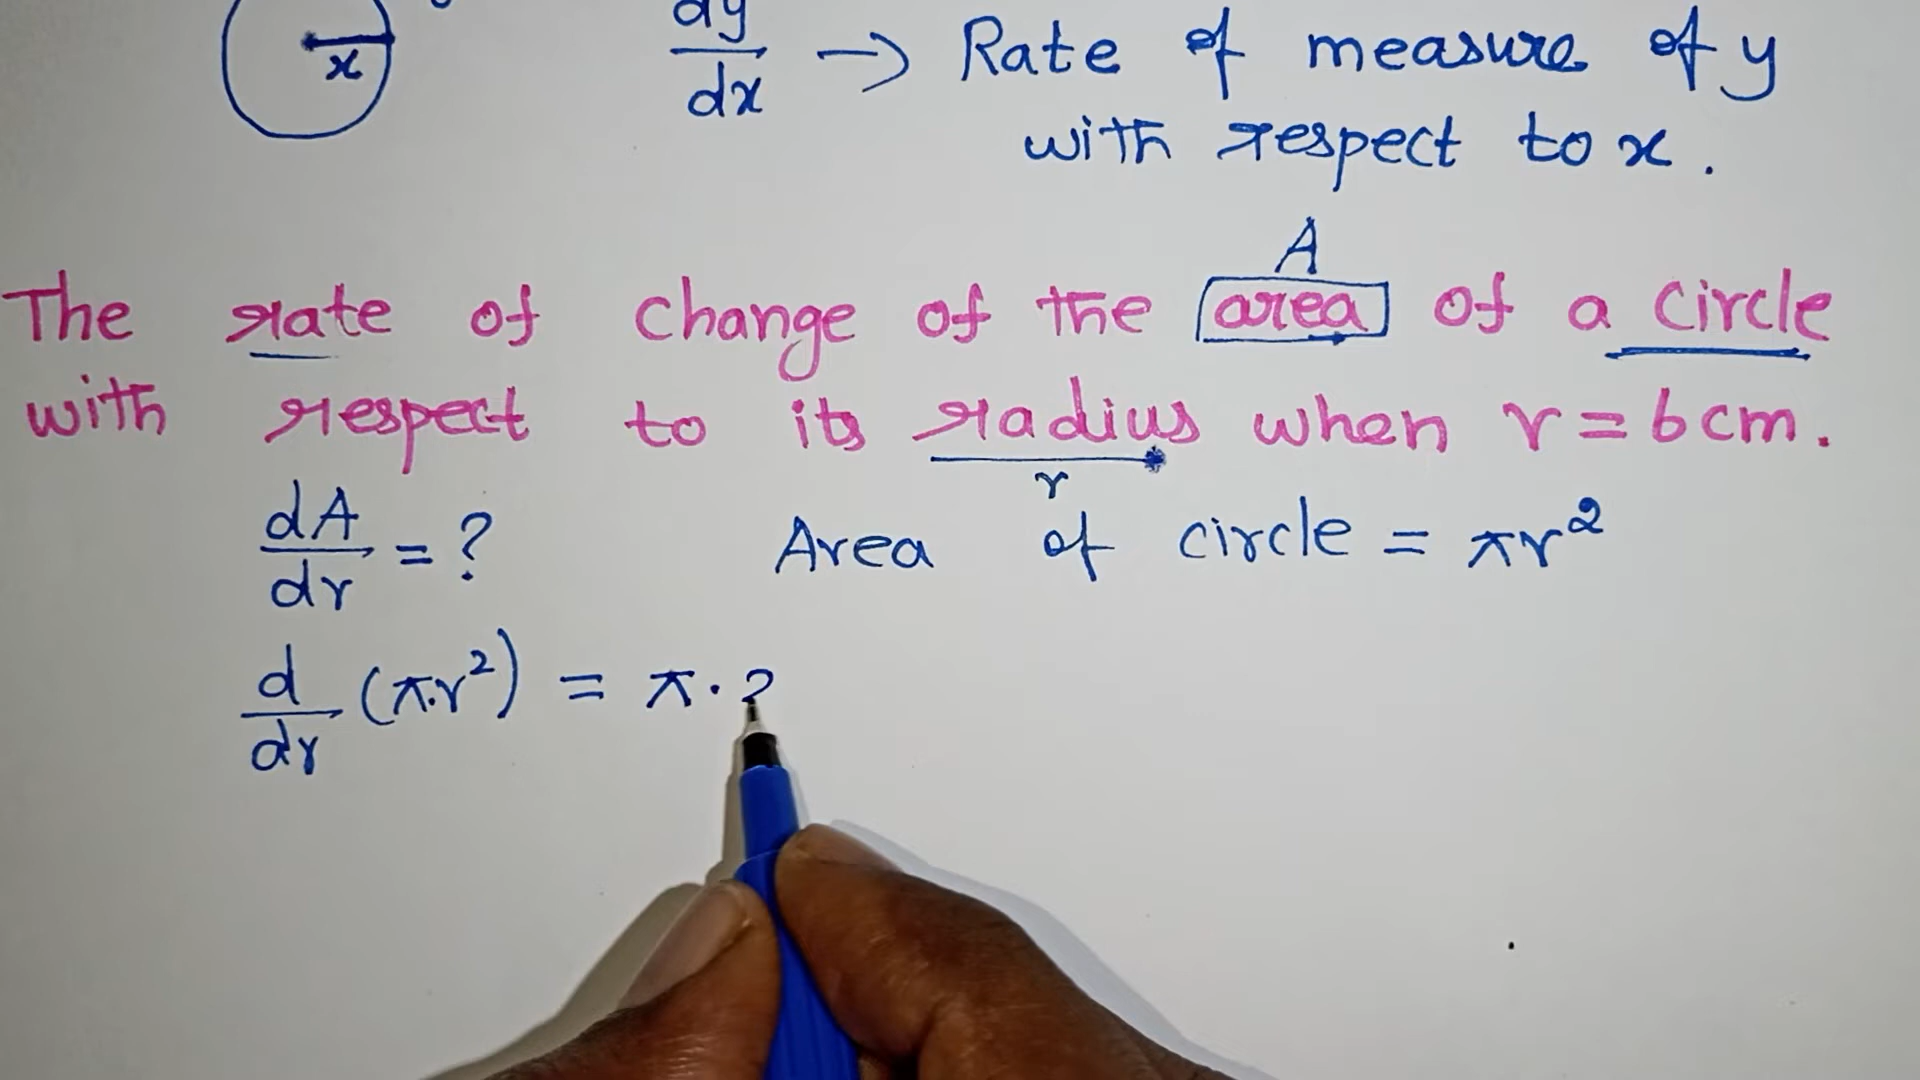 x
dy/dx → Rate of measure of y
with respect to x.
A
The rate of change of the area of a circle
with respect to its radius when r = 6cm.
r
dA/dr = ? Area of circle = πr²
d/dr (π.r²) = π · 2